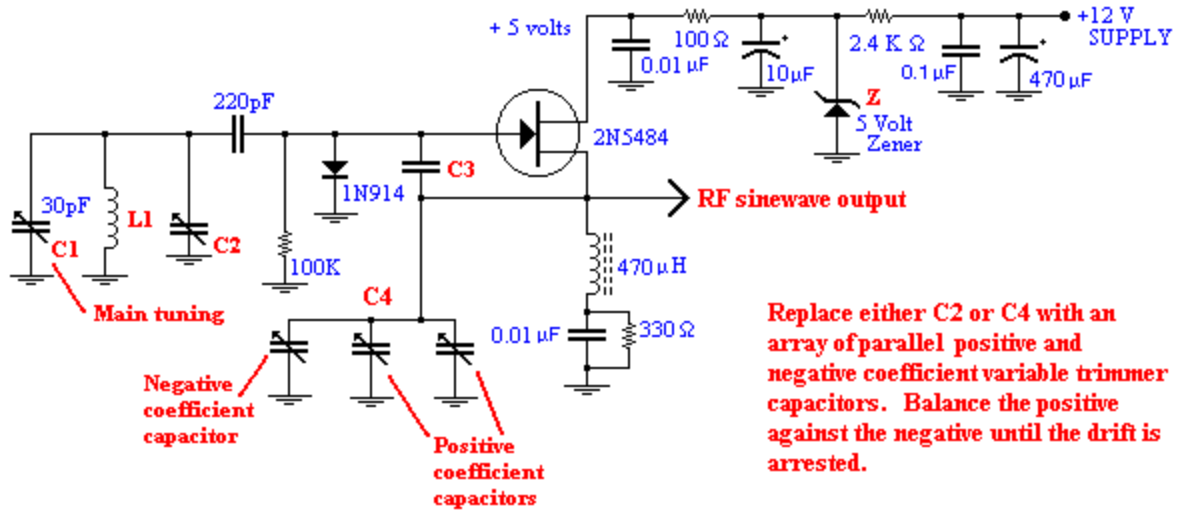 + 5 volts
100 Ω
0.01 µF
10µF
2.4 K Ω
0.1µF
470 µF
+12 V
SUPPLY
Z
5 Volt
Zener
220pF
2N5484
C3
1N914
30pF
C1
L1
C2
100K
RF sinewave output
Main tuning
C4
470 µH
0.01 µF
330 Ω
Negative
coefficient
capacitor
Positive
coefficient
capacitors
Replace either C2 or C4 with an
array of parallel positive and
negative coefficient variable trimmer
capacitors. Balance the positive
against the negative until the drift is
arrested.